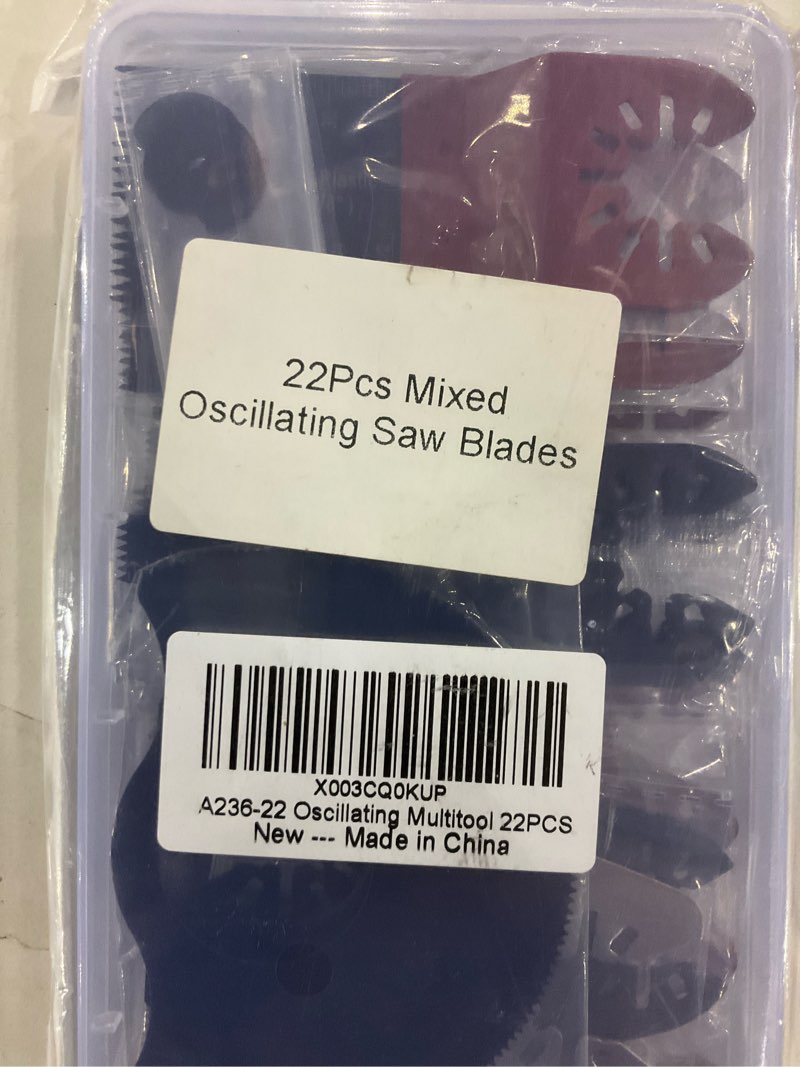 22Pcs Mixed
Oscillating Saw Blades
X003CQ0KUP
A236-22 Oscillating Multitool 22PCS
New --- Made in China